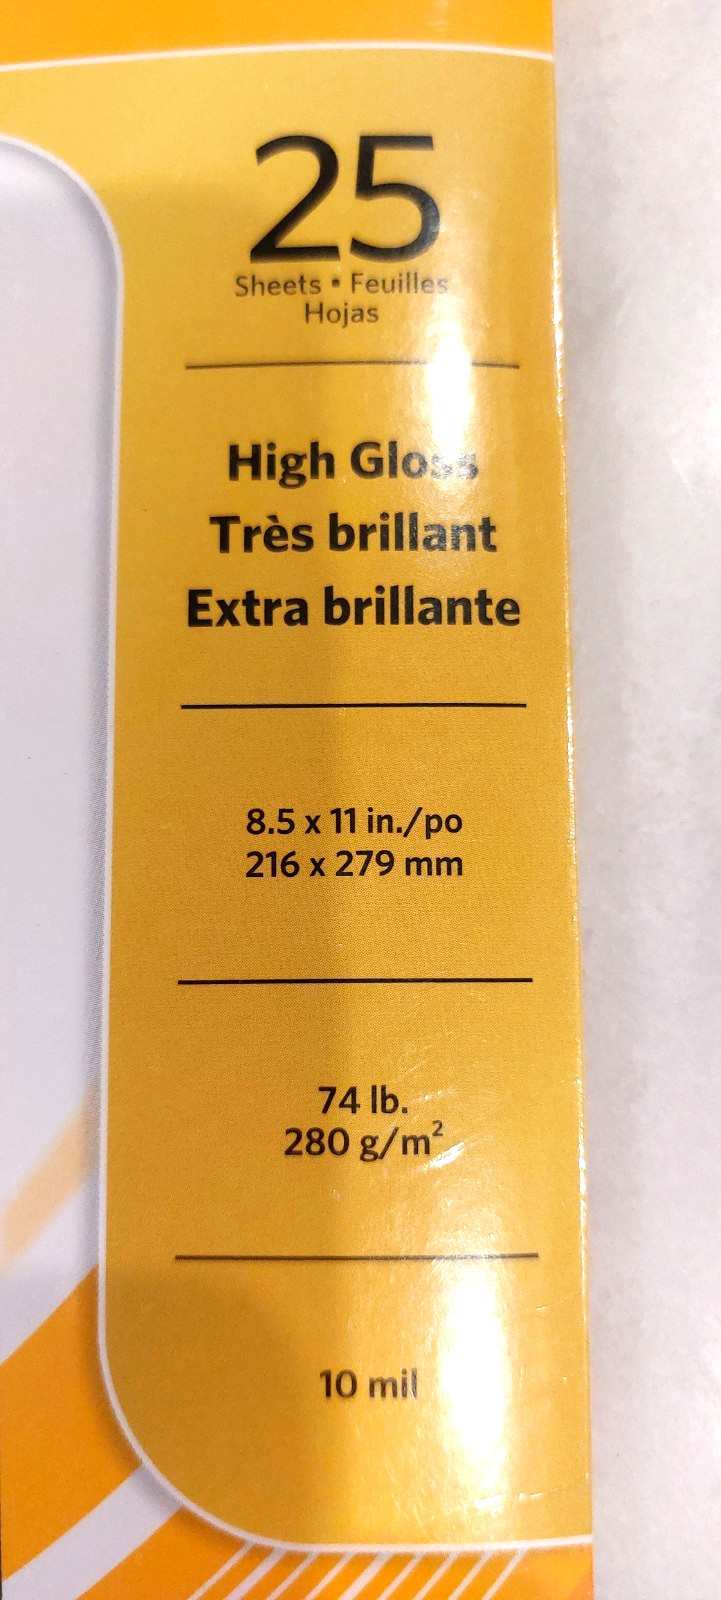 25
Sheets • Feuilles
Hojas
High Gloss
Très brillant
Extra brillante
8.5 x 11 in./po
216 x 279 mm
74 lb.
280 g/m²
10 mil